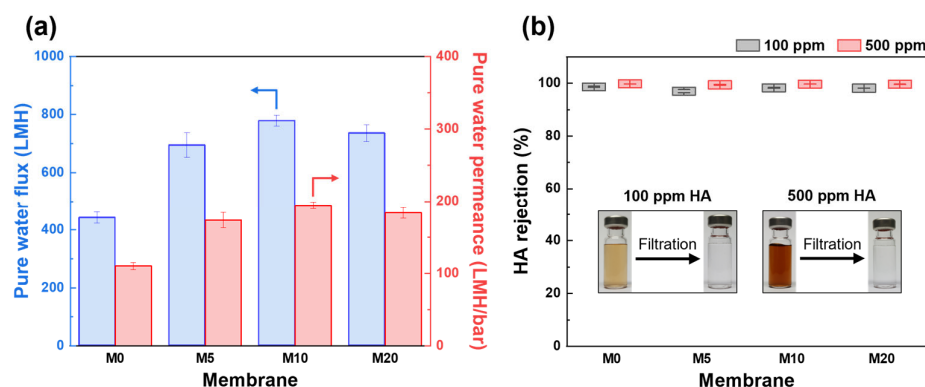 (a)
Pure water flux (LMH)
1000
800
600
400
200
0
M0 M5 M10 M20
Membrane
400
300
200
100
0
Pure water permeance (LMH/bar)
(b)
100 ppm 500 ppm
HA rejection (%)
120
100
80
60
40
20
0
100 ppm HA 500 ppm HA
Filtration Filtration
M0 M5 M10 M20
Membrane